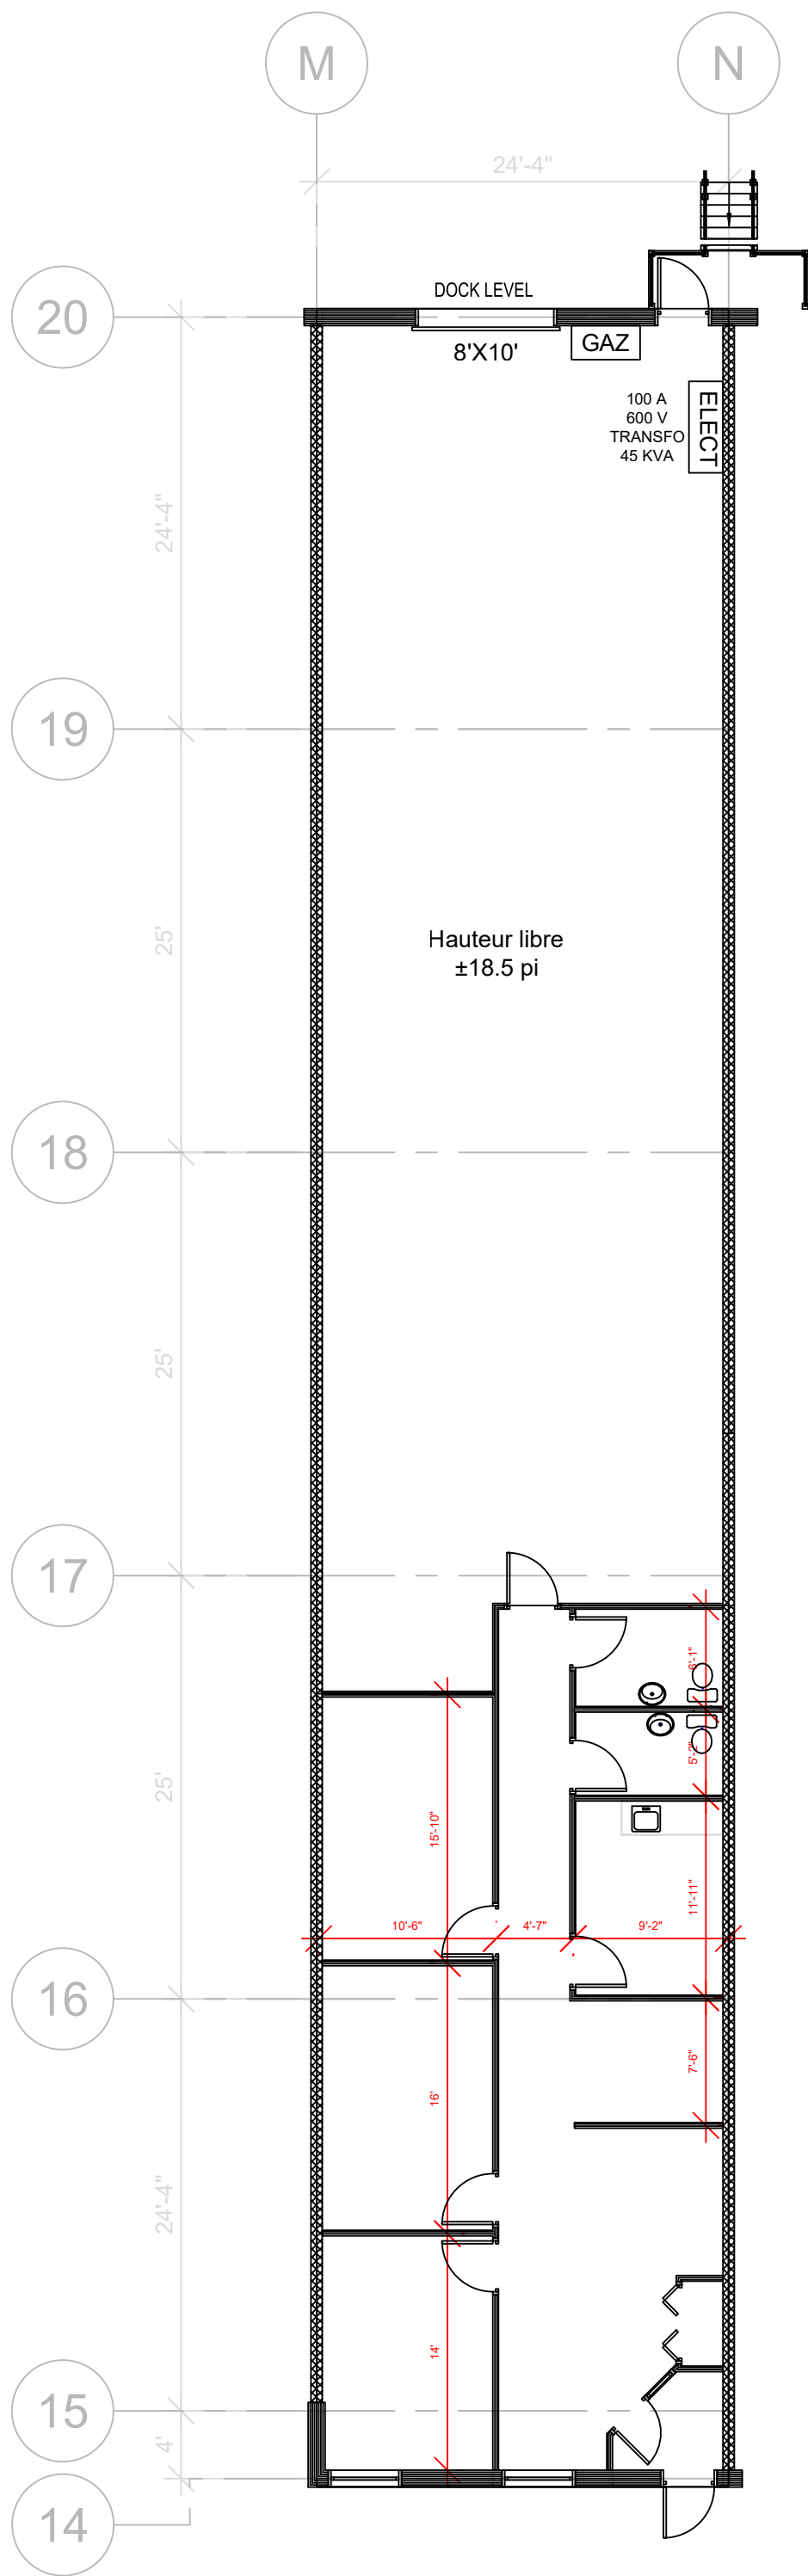 M
N
24'-4"
20
DOCK LEVEL
8'X10'
GAZ
100 A
600 V
TRANSFO
45 KVA
ELECT
24'-4"
19
25'
Hauteur libre
±18.5 pi
18
25'
17
6'-1"
5'-2"
25'
15'-10"
11'-11"
10'-6"
4'-7"
9'-2"
16
7'-6"
16'
24'-4"
14'
15
4'
14